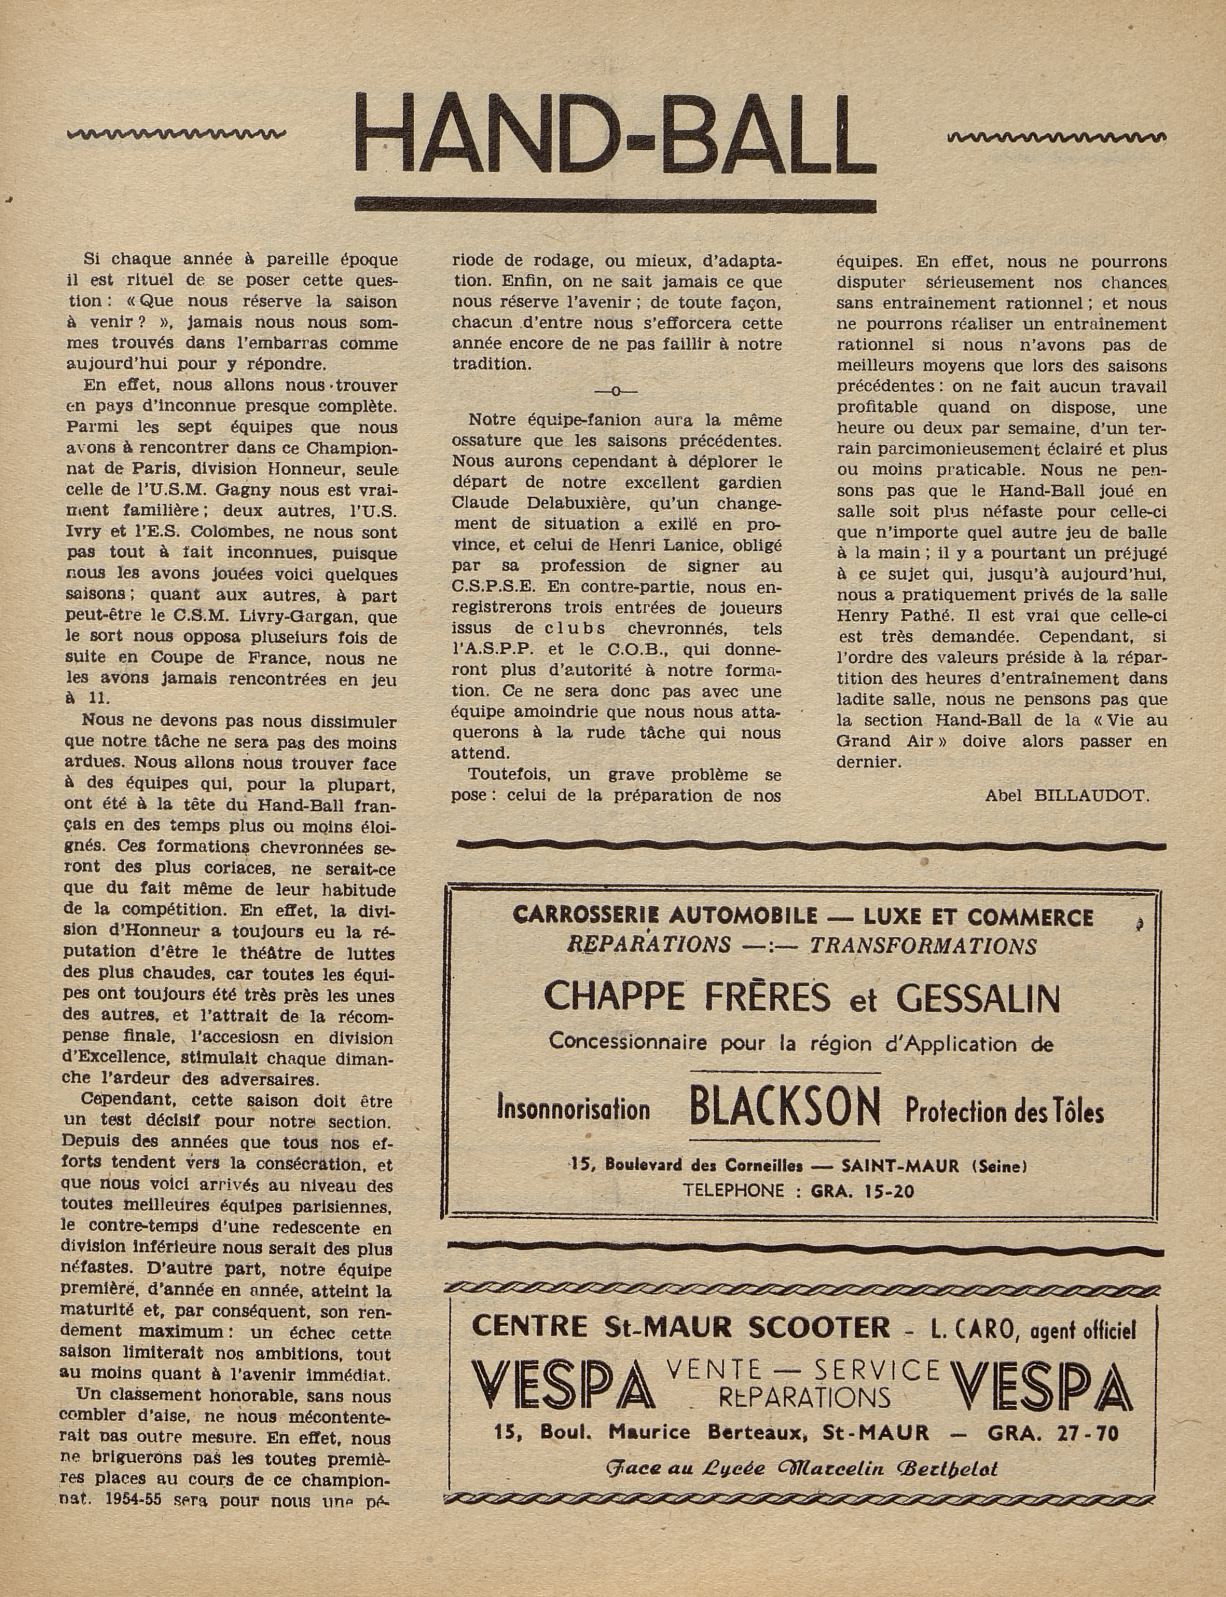 HAND-BALL
Si chaque année à pareille époque
il est rituel de se poser cette ques-
tion : « Que nous réserve la saison
à venir ? », jamais nous nous som-
mes trouvés dans l'embarras comme
aujourd'hui pour y répondre.
En effet, nous allons nous trouver
en pays d'inconnue presque complète.
Parmi les sept équipes que nous
avons à rencontrer dans ce Champion-
nat de Paris, division Honneur, seule
celle de l'U.S.M. Gagny nous est vrai-
ment familière ; deux autres, l'U.S.
Ivry et l'E.S. Colombes, ne nous sont
pas tout à fait inconnues, puisque
nous les avons jouées voici quelques
saisons ; quant aux autres, à part
peut-être le C.S.M. Livry-Gargan, que
le sort nous opposa pluseiurs fois de
suite en Coupe de France, nous ne
les avons jamais rencontrées en jeu
à 11.
Nous ne devons pas nous dissimuler
que notre tâche ne sera pas des moins
ardues. Nous allons nous trouver face
à des équipes qui, pour la plupart,
ont été à la tête du Hand-Ball fran-
çais en des temps plus ou moins éloi-
gnés. Ces formations chevronnées se-
ront des plus coriaces, ne serait-ce
que du fait même de leur habitude
de la compétition. En effet, la divi-
sion d'Honneur a toujours eu la ré-
putation d'être le théâtre de luttes
des plus chaudes, car toutes les équi-
pes ont toujours été très près les unes
des autres, et l'attrait de la récom-
pense finale, l'accesiosn en division
d'Excellence, stimulait chaque diman-
che l'ardeur des adversaires.
Cependant, cette saison doit être
un test décisif pour notre section.
Depuis des années que tous nos ef-
forts tendent vers la consécration, et
que nous voici arrivés au niveau des
toutes meilleures équipes parisiennes,
le contre-temps d'une redescente en
division inférieure nous serait des plus
néfastes. D'autre part, notre équipe
première, d'année en année, atteint la
maturité et, par conséquent, son ren-
dement maximum : un échec cette
saison limiterait nos ambitions, tout
au moins quant à l'avenir immédiat.
Un classement honorable, sans nous
combler d'aise, ne nous mécontente-
rait pas outre mesure. En effet, nous
ne briguerons pas les toutes premiè-
res places au cours de ce champion-
nat. 1954-55 sera pour nous une pé-
riode de rodage, ou mieux, d'adapta-
tion. Enfin, on ne sait jamais ce que
nous réserve l'avenir ; de toute façon,
chacun d'entre nous s'efforcera cette
année encore de ne pas faillir à notre
tradition.
—o—
Notre équipe-fanion aura la même
ossature que les saisons précédentes.
Nous aurons cependant à déplorer le
départ de notre excellent gardien
Claude Delabuxière, qu'un change-
ment de situation a exilé en pro-
vince, et celui de Henri Lanice, obligé
par sa profession de signer au
C.S.P.S.E. En contre-partie, nous en-
registrerons trois entrées de joueurs
issus de clubs chevronnés, tels
l'A.S.P.P. et le C.O.B., qui donne-
ront plus d'autorité à notre forma-
tion. Ce ne sera donc pas avec une
équipe amoindrie que nous nous atta-
querons à la rude tâche qui nous
attend.
Toutefois, un grave problème se
pose : celui de la préparation de nos
équipes. En effet, nous ne pourrons
disputer sérieusement nos chances
sans entraînement rationnel ; et nous
ne pourrons réaliser un entraînement
rationnel si nous n'avons pas de
meilleurs moyens que lors des saisons
précédentes : on ne fait aucun travail
profitable quand on dispose, une
heure ou deux par semaine, d'un ter-
rain parcimonieusement éclairé et plus
ou moins praticable. Nous ne pen-
sons pas que le Hand-Ball joué en
salle soit plus néfaste pour celle-ci
que n'importe quel autre jeu de balle
à la main ; il y a pourtant un préjugé
à ce sujet qui, jusqu'à aujourd'hui,
nous a pratiquement privés de la salle
Henry Pathé. Il est vrai que celle-ci
est très demandée. Cependant, si
l'ordre des valeurs préside à la répar-
tition des heures d'entraînement dans
ladite salle, nous ne pensons pas que
la section Hand-Ball de la « Vie au
Grand Air » doive alors passer en
dernier.
Abel BILLAUDOT.
CARROSSERIE AUTOMOBILE — LUXE ET COMMERCE
REPARATIONS —:— TRANSFORMATIONS
CHAPPE FRÈRES et GESSALIN
Concessionnaire pour la région d'Application de
Insonnorisation BLACKSON Protection des Tôles
15, Boulevard des Corneilles — SAINT-MAUR (Seine)
TELEPHONE : GRA. 15-20
CENTRE St-MAUR SCOOTER - L. CARO, agent officiel
VESPA VENTE — SERVICE VESPA
REPARATIONS
15, Boul. Maurice Berteaux, St-MAUR — GRA. 27-70
Face au Lycée Marcelin Berthelot